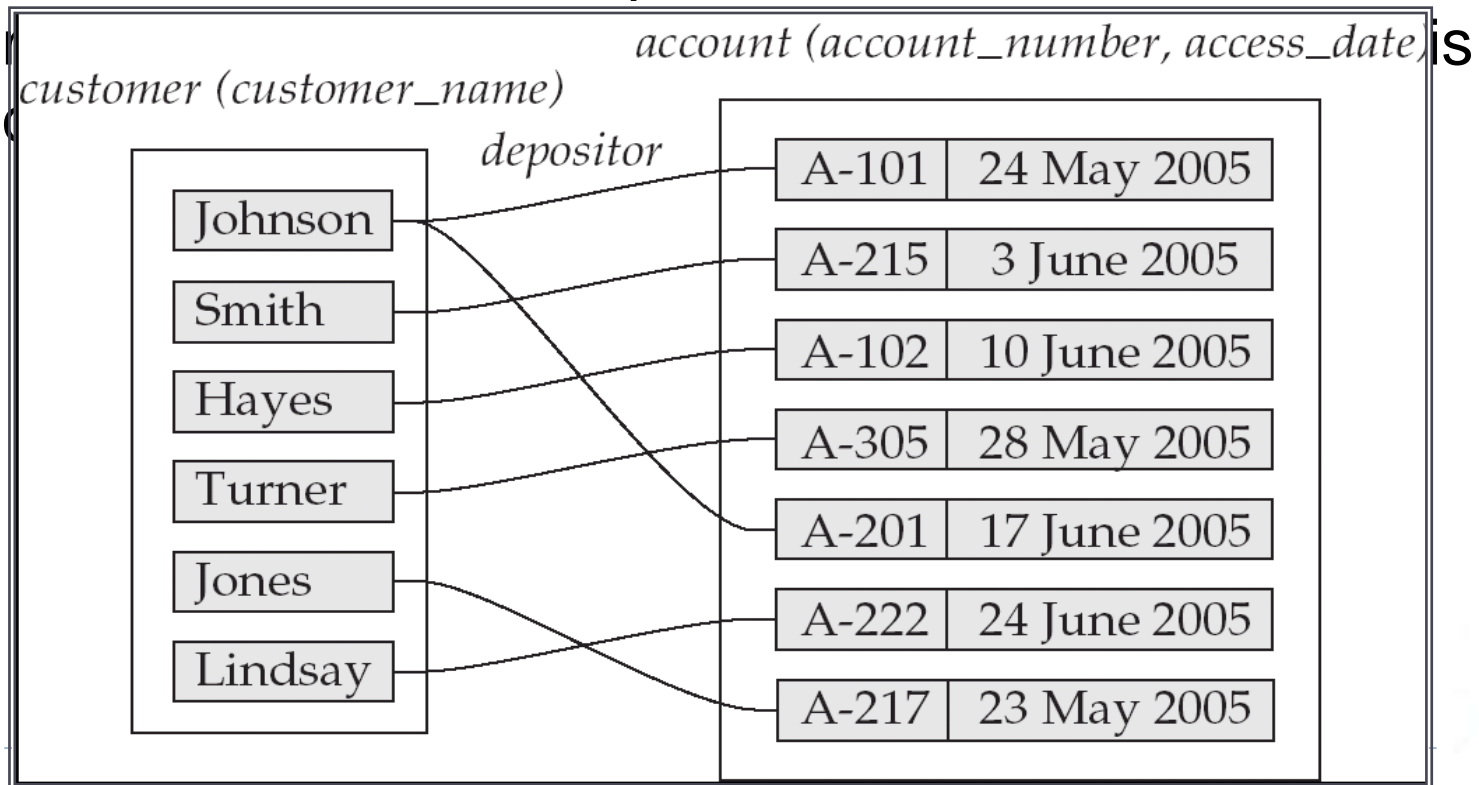 account (account_number, access_date)
is
customer (customer_name)
depositor
Johnson
Smith
Hayes
Turner
Jones
Lindsay
A-101 24 May 2005
A-215 3 June 2005
A-102 10 June 2005
A-305 28 May 2005
A-201 17 June 2005
A-222 24 June 2005
A-217 23 May 2005